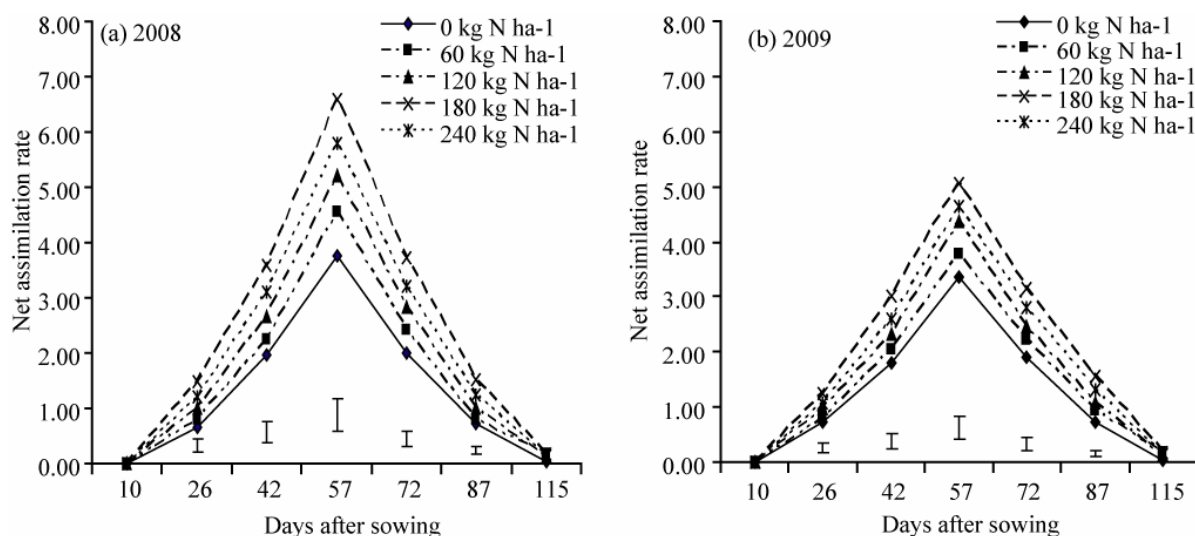 (a) 2008
0 kg N ha-1
60 kg N ha-1
120 kg N ha-1
180 kg N ha-1
240 kg N ha-1
Net assimilation rate
8.00
7.00
6.00
5.00
4.00
3.00
2.00
1.00
0.00
10 26 42 57 72 87 115
Days after sowing
(b) 2009
0 kg N ha-1
60 kg N ha-1
120 kg N ha-1
180 kg N ha-1
240 kg N ha-1
Net assimilation rate
8.00
7.00
6.00
5.00
4.00
3.00
2.00
1.00
0.00
10 26 42 57 72 87 115
Days after sowing